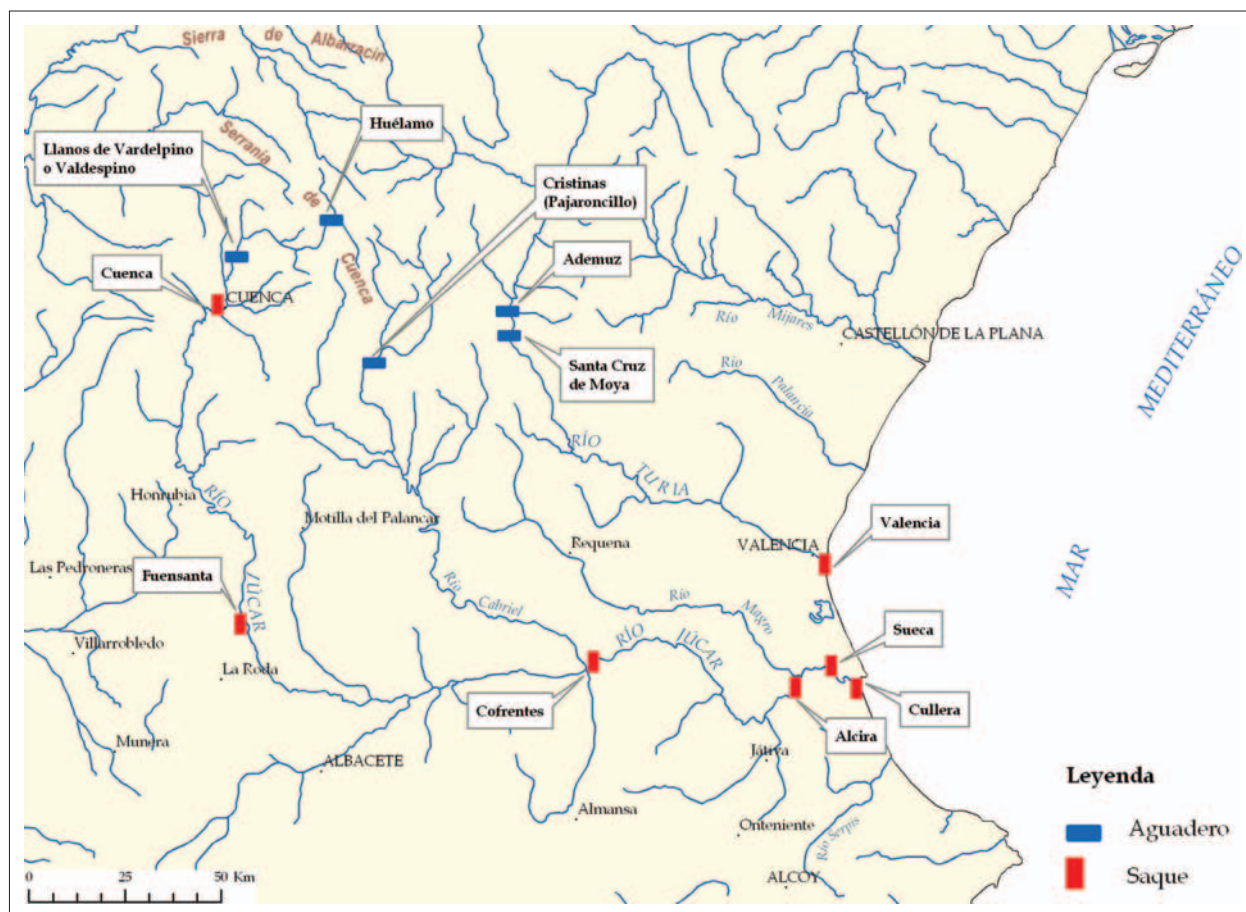 Sierra de Albarracin
Huélamo
Llanos de Vardelpino
o Valdespino
Serranía de Cuenca
Cristinas
(Pajaroncillo)
Cuenca
Ademuz
CUENCA
Río Mijares
CASTELLÓN DE LA PLANA
Santa Cruz
de Moya
Río Palancia
MAR MEDITERRÁNEO
RÍO TURIA
Honrubia
RÍO JÚCAR
Motilla del Palancar
Requena
VALENCIA
Valencia
Las Pedroneras
Fuensanta
Río Cabriel
Río Magro
Sueca
Villarrobledo
RÍO JÚCAR
La Roda
Cofrentes
Cullera
Alcira
Munera
ALBACETE
Játiva
Almansa
Onteniente
Río Serpis
ALCOY
Leyenda
Aguadero
Saque
0 25 50 Km